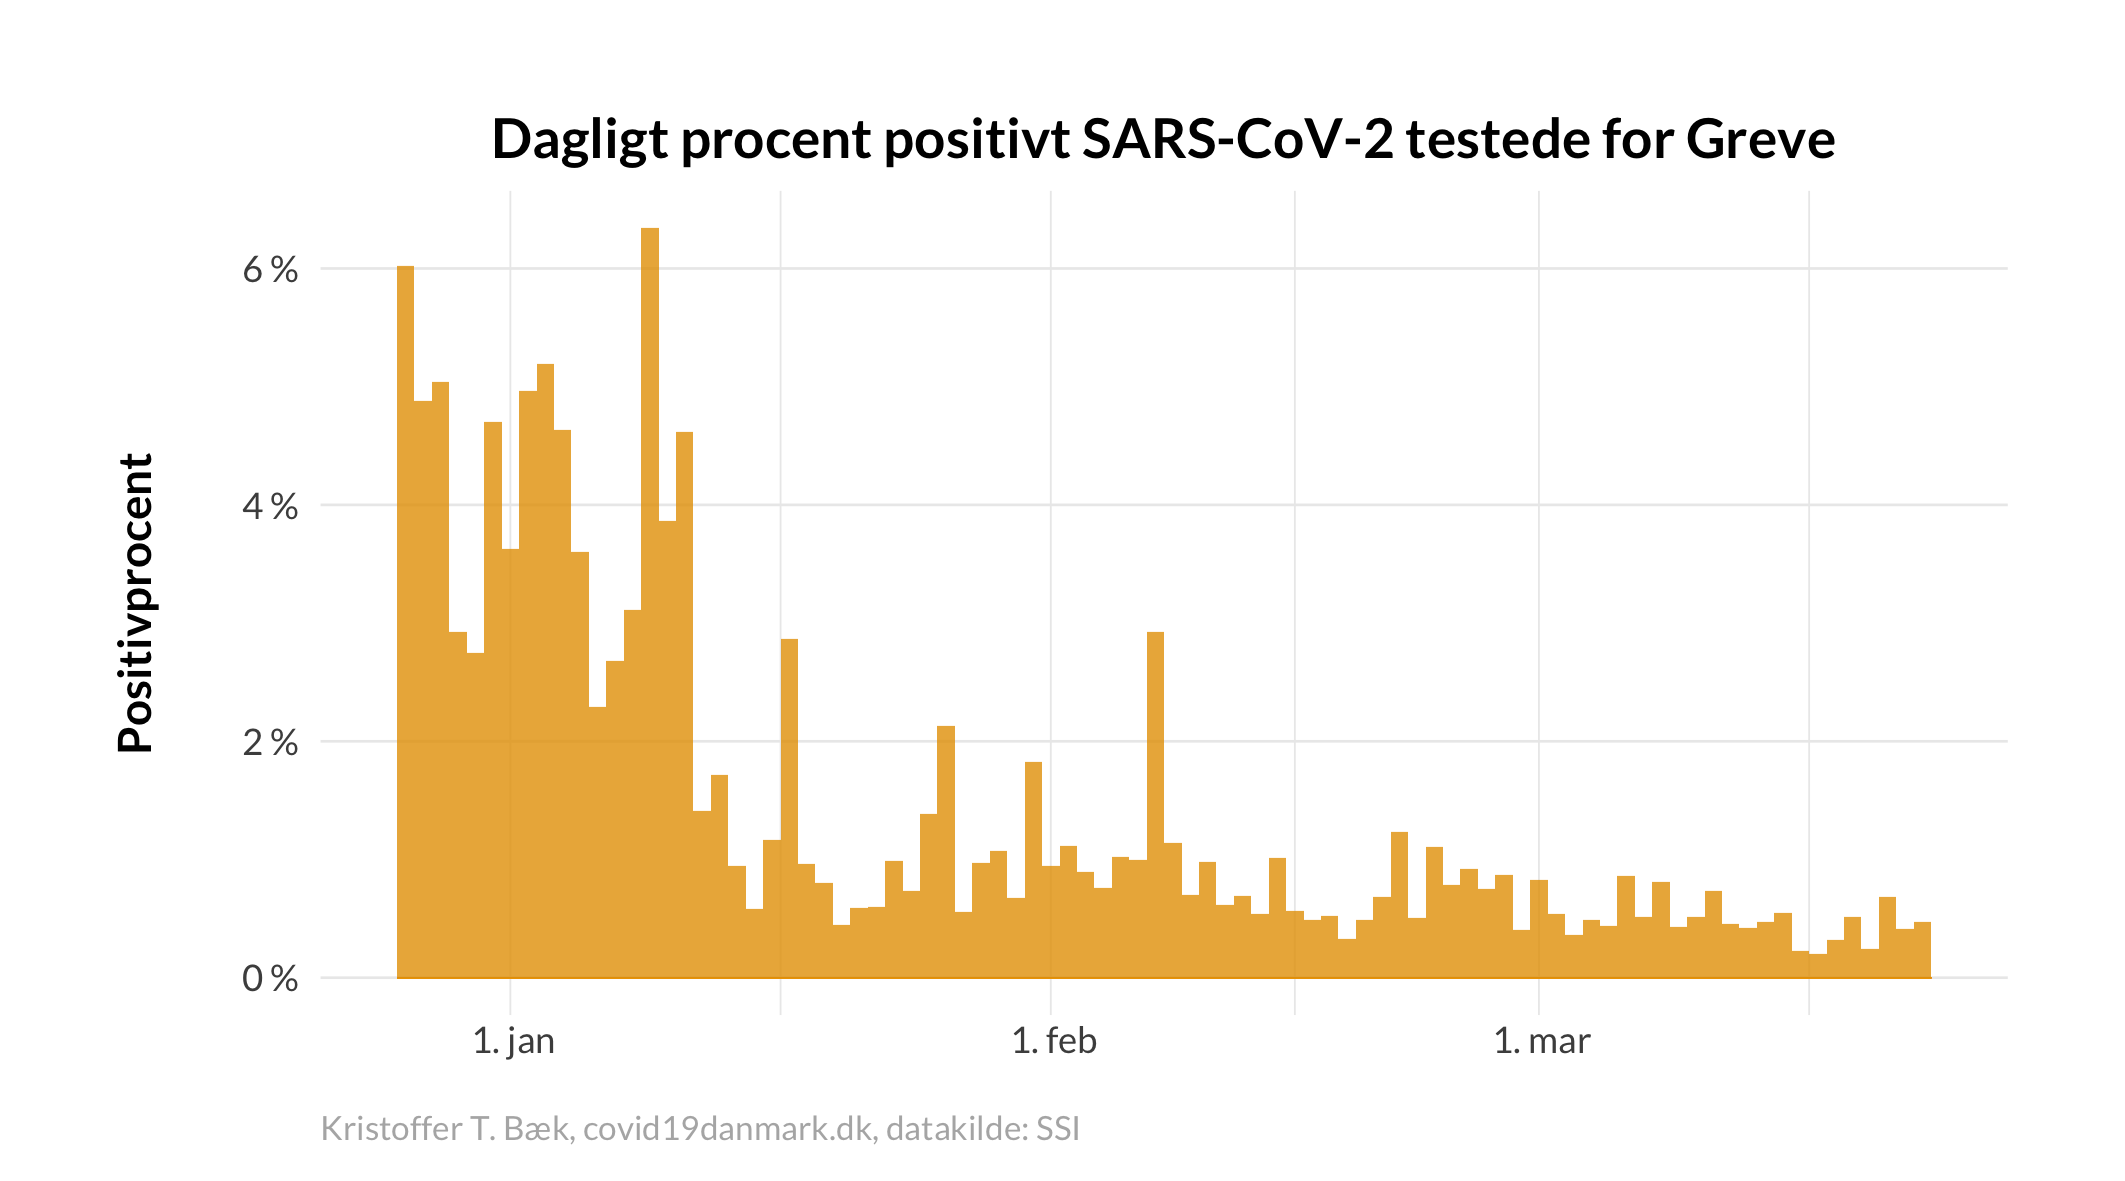 Dagligt procent positivt SARS-CoV-2 testede for Greve
Positivprocent
6 %
4 %
2 %
0 %
1. jan
1. feb
1. mar
Kristoffer T. Bæk, covid19danmark.dk, datakilde: SSI